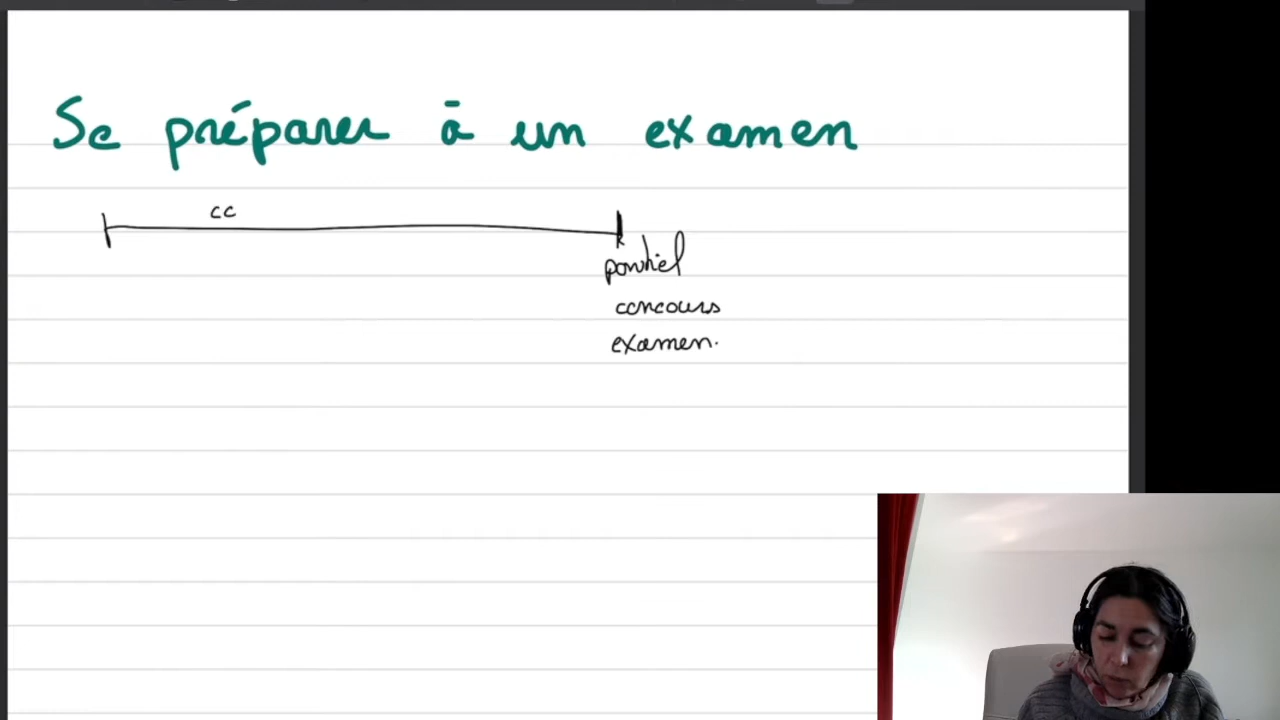 Se préparer à un examen
cc
partiel
concours
examen.